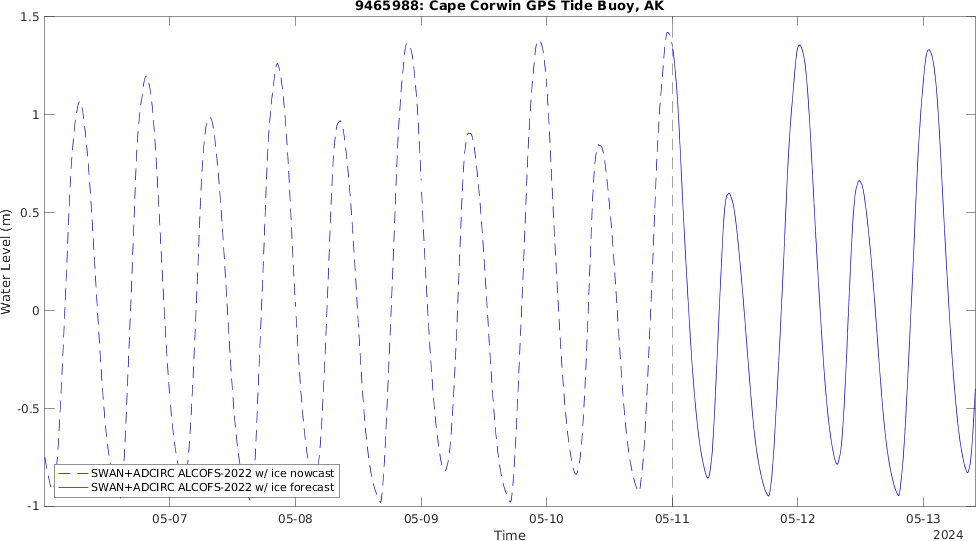 9465988: Cape Corwin GPS Tide Buoy, AK
1.5
1
0.5
0
-0.5
-1
Water Level (m)
SWAN+ADCIRC ALCOFS-2022 w/ ice nowcast
SWAN+ADCIRC ALCOFS-2022 w/ ice forecast
05-07 05-08 05-09 05-10 05-11 05-12 05-13
Time
2024